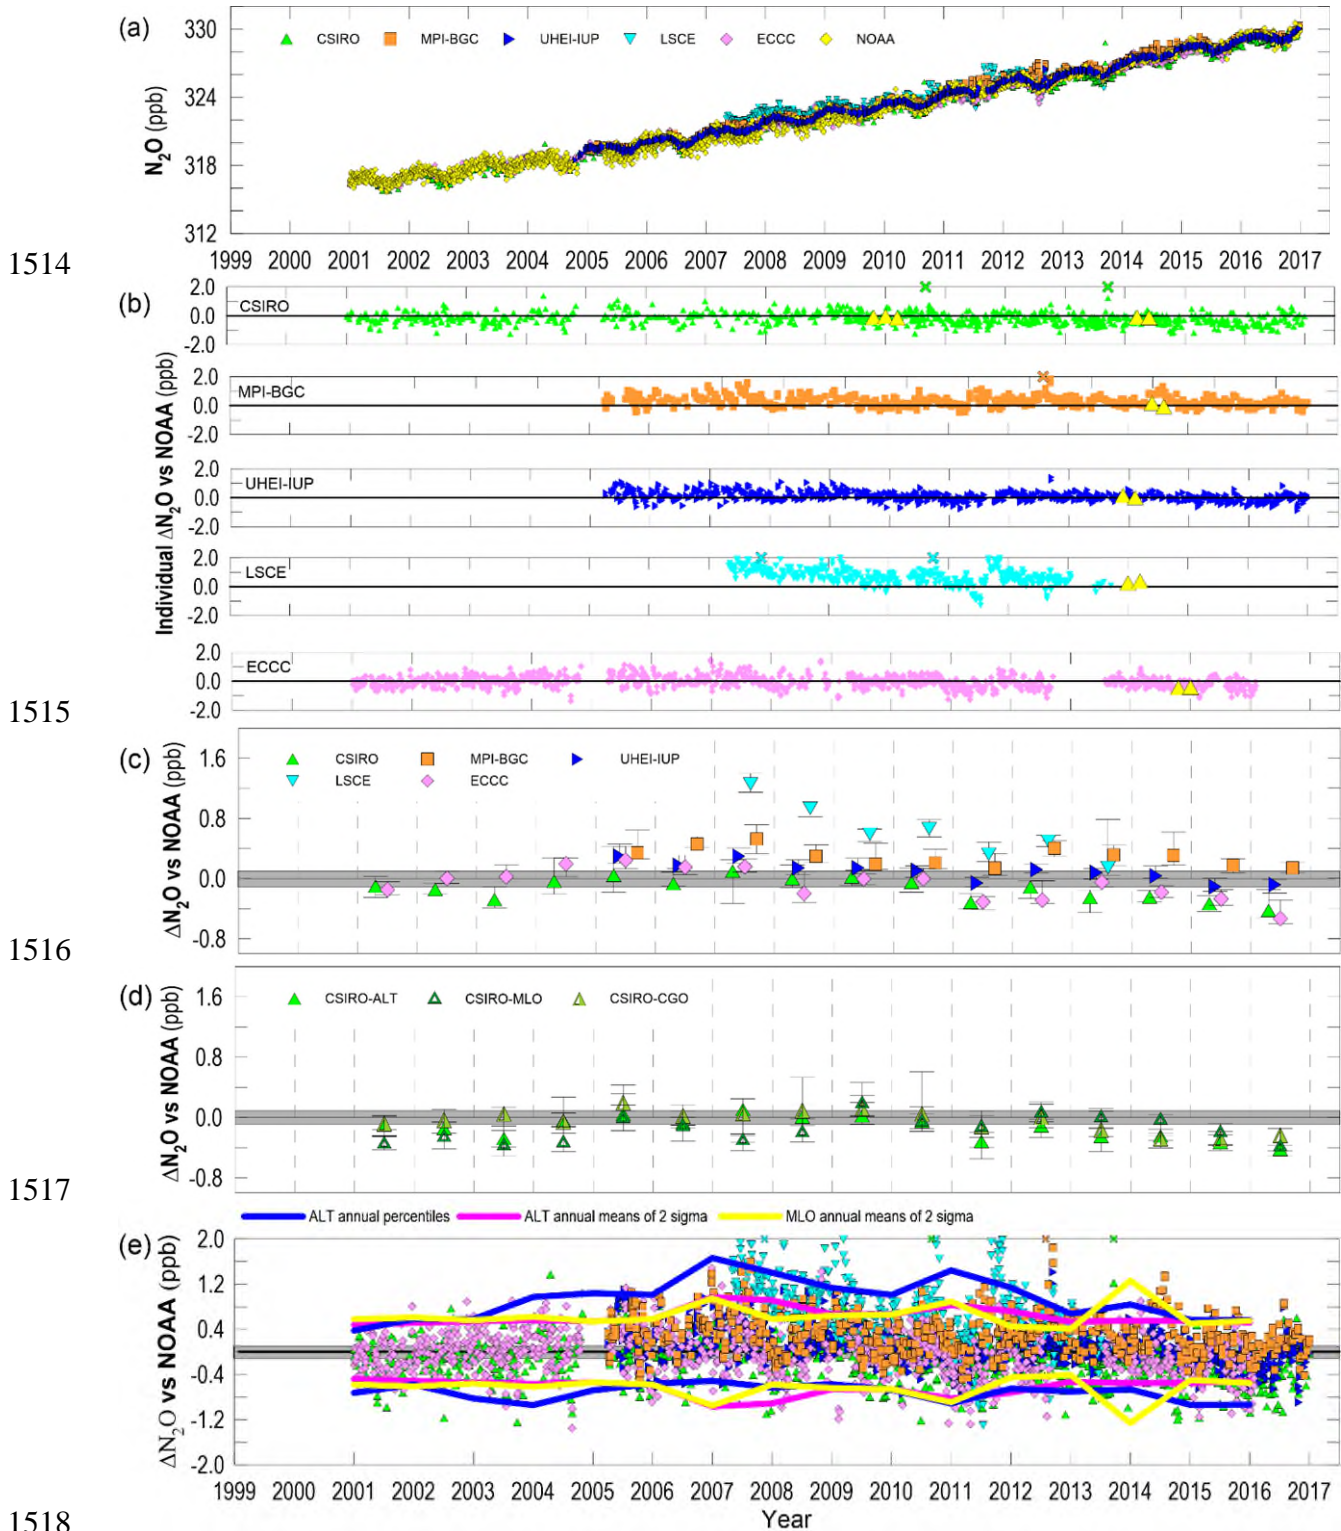 (a)
CSIRO MPI-BGC UHEI-IUP LSCE ECCC NOAA
N₂O (ppb)
330
324
318
312
1999 2000 2001 2002 2003 2004 2005 2006 2007 2008 2009 2010 2011 2012 2013 2014 2015 2016 2017
1514
(b)
Individual ΔN₂O vs NOAA (ppb)
2.0
CSIRO
0.0
-2.0
2.0
MPI-BGC
0.0
-2.0
2.0
UHEI-IUP
0.0
-2.0
2.0
LSCE
0.0
-2.0
2.0
ECCC
0.0
-2.0
1515
(c)
CSIRO MPI-BGC UHEI-IUP
LSCE ECCC
ΔN₂O vs NOAA (ppb)
1.6
0.8
0.0
-0.8
1516
(d)
CSIRO-ALT CSIRO-MLO CSIRO-CGO
ΔN₂O vs NOAA (ppb)
1.6
0.8
0.0
-0.8
1517
ALT annual percentiles ALT annual means of 2 sigma MLO annual means of 2 sigma
(e)
ΔN₂O vs NOAA (ppb)
2.0
1.2
0.4
-0.4
-1.2
-2.0
1999 2000 2001 2002 2003 2004 2005 2006 2007 2008 2009 2010 2011 2012 2013 2014 2015 2016 2017
Year
1518